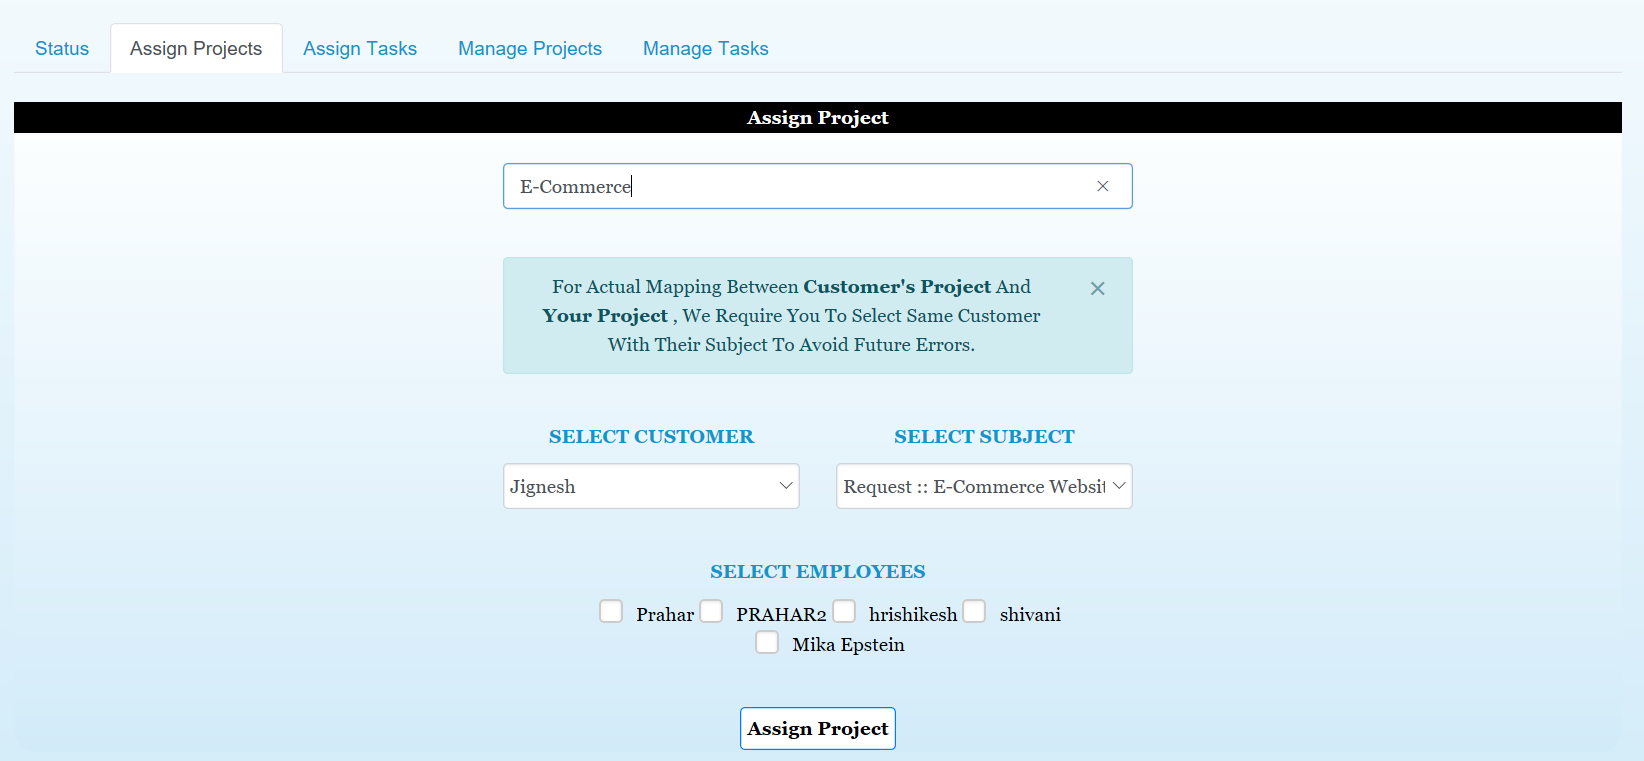 Status Assign Projects Assign Tasks Manage Projects Manage Tasks
Assign Project
E-Commerce
For Actual Mapping Between Customer's Project And
Your Project , We Require You To Select Same Customer
With Their Subject To Avoid Future Errors.
SELECT CUSTOMER SELECT SUBJECT
Jignesh Request :: E-Commerce Websit
SELECT EMPLOYEES
Prahar PRAHAR2 hrishikesh shivani
Mika Epstein
Assign Project